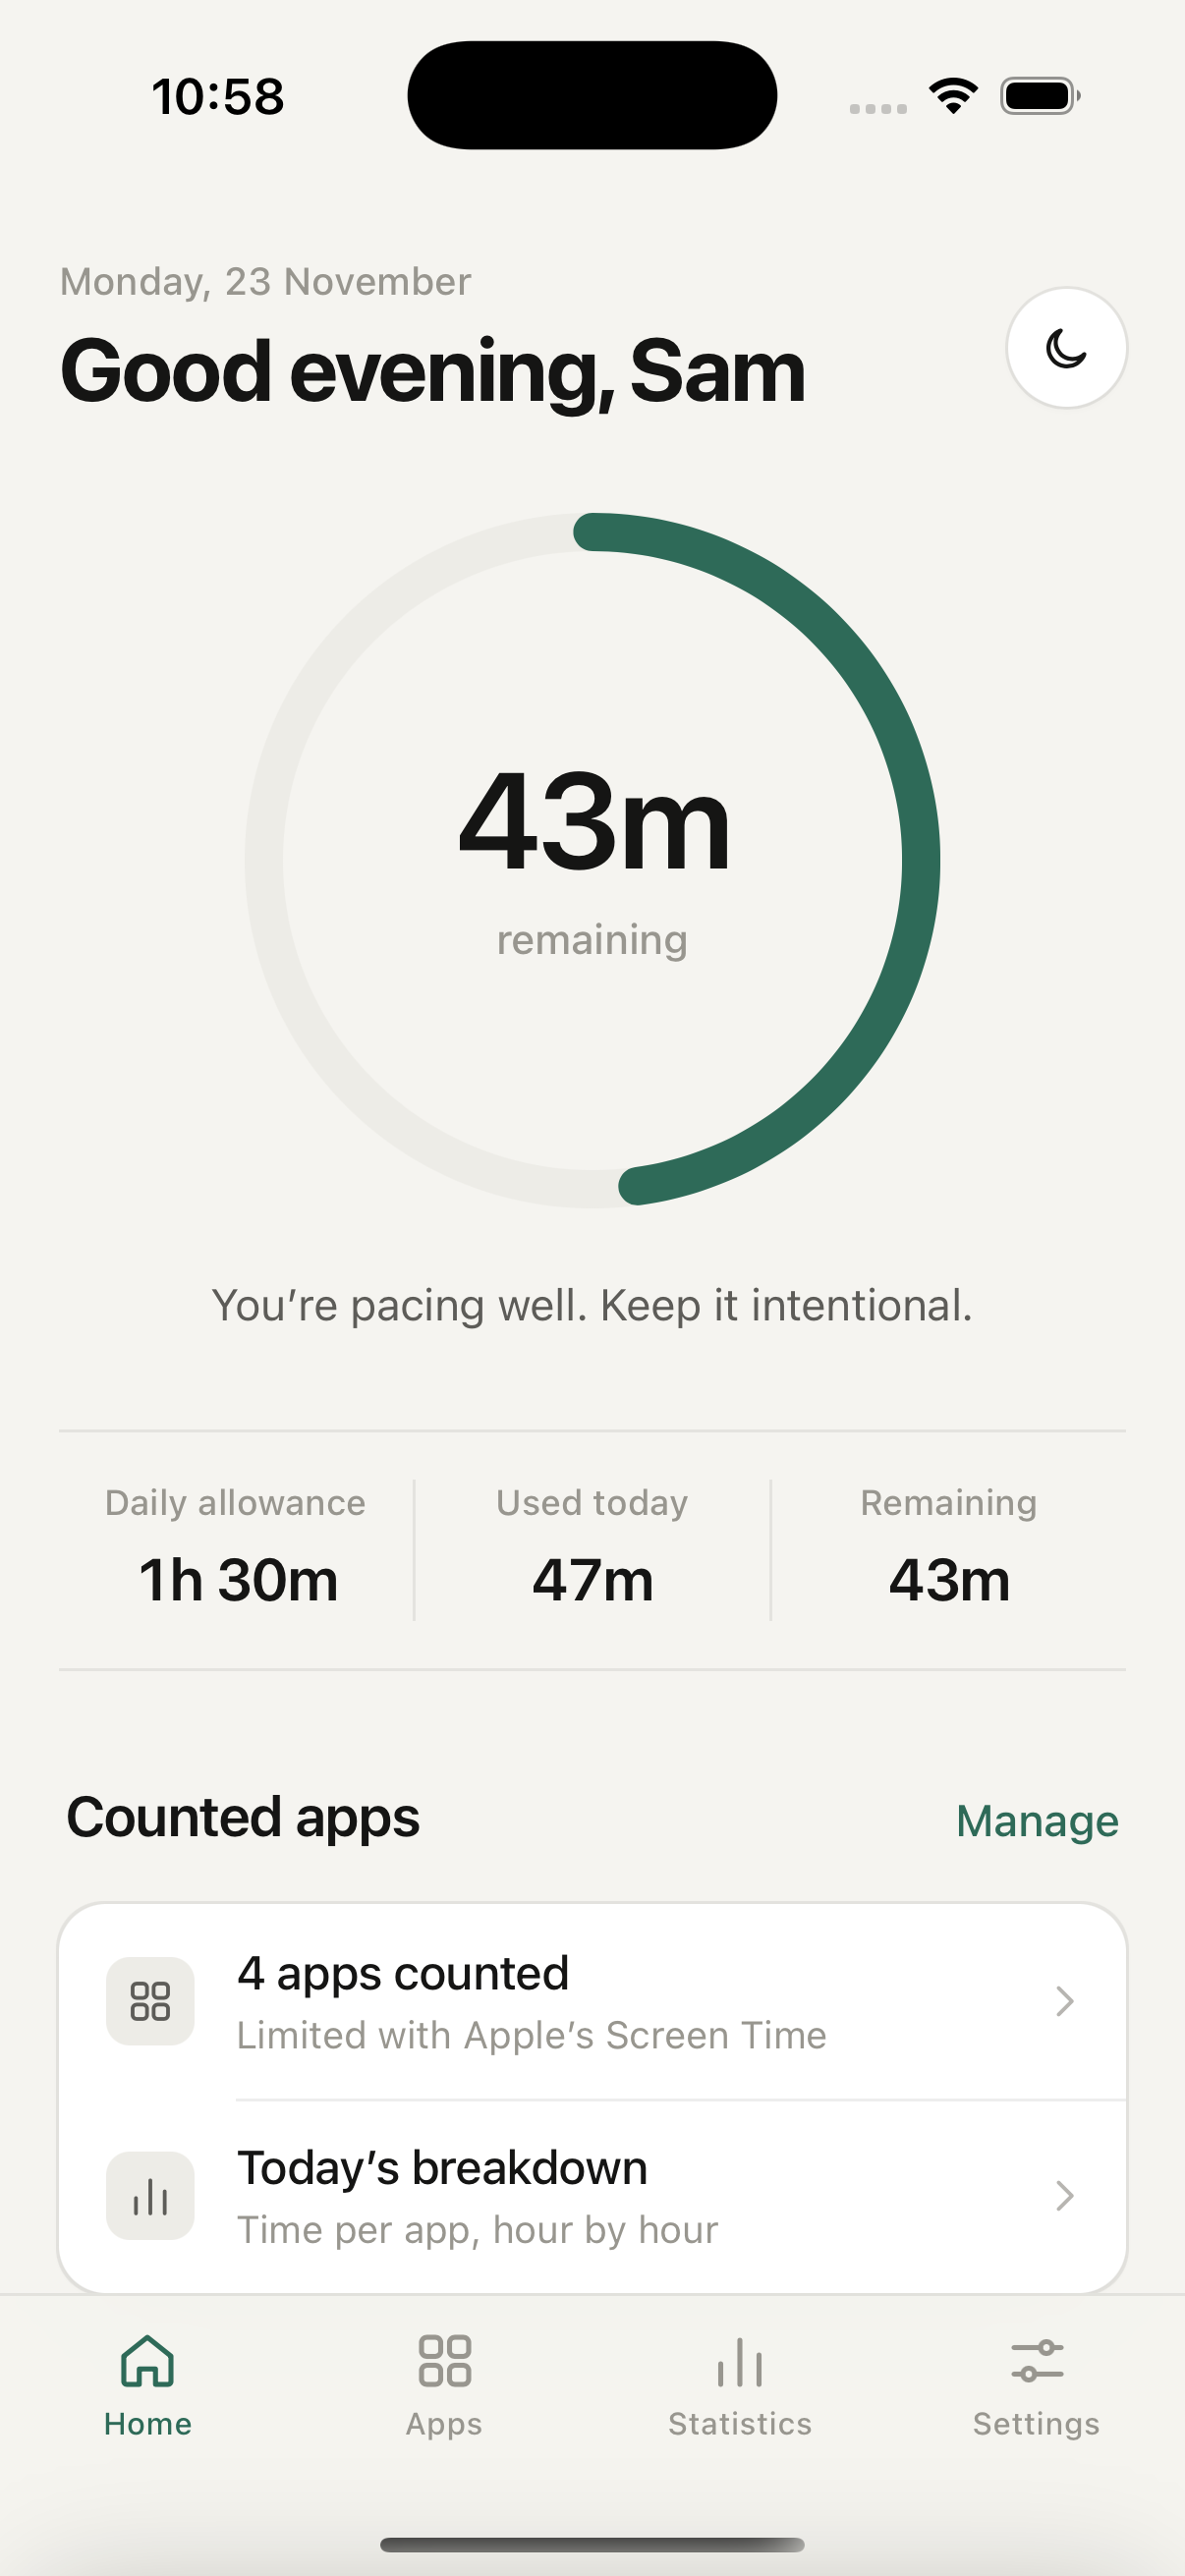 10:58
Monday, 23 November
Good evening, Sam
43m
remaining
You’re pacing well. Keep it intentional.
Daily allowance
1h 30m
Used today
47m
Remaining
43m
Counted apps
Manage
4 apps counted
Limited with Apple’s Screen Time
Today’s breakdown
Time per app, hour by hour
Home
Apps
Statistics
Settings